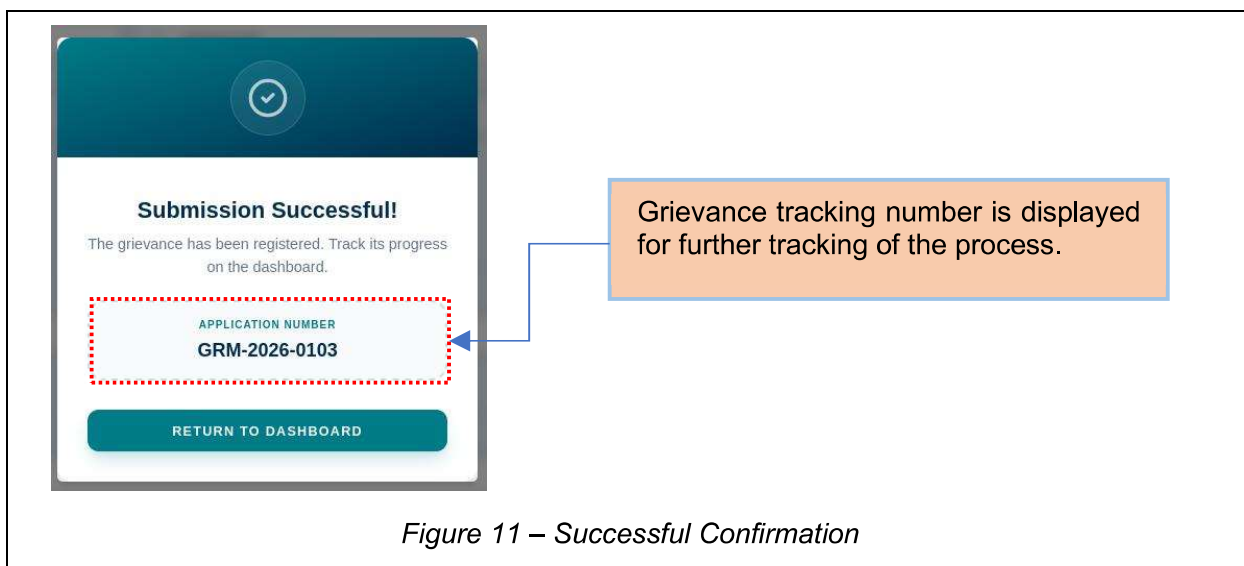 Submission Successful!
The grievance has been registered. Track its progress
on the dashboard.
APPLICATION NUMBER
GRM-2026-0103
RETURN TO DASHBOARD
Grievance tracking number is displayed
for further tracking of the process.
Figure 11 – Successful Confirmation